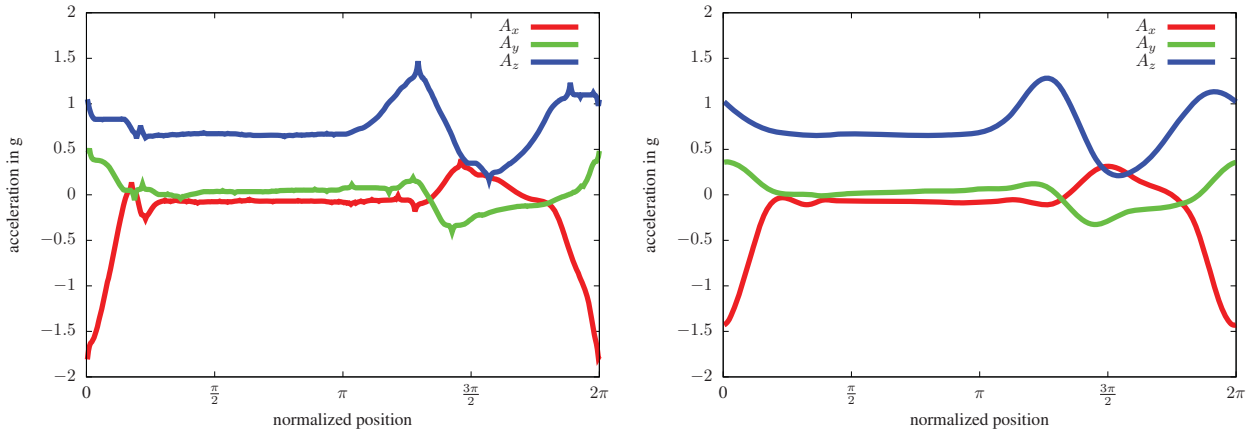 2
1.5
1
0.5
0
−0.5
−1
−1.5
−2
acceleration in g
A_x
A_y
A_z
0
π/2
π
3π/2
2π
normalized position
2
1.5
1
0.5
0
−0.5
−1
−1.5
−2
acceleration in g
A_x
A_y
A_z
0
π/2
π
3π/2
2π
normalized position